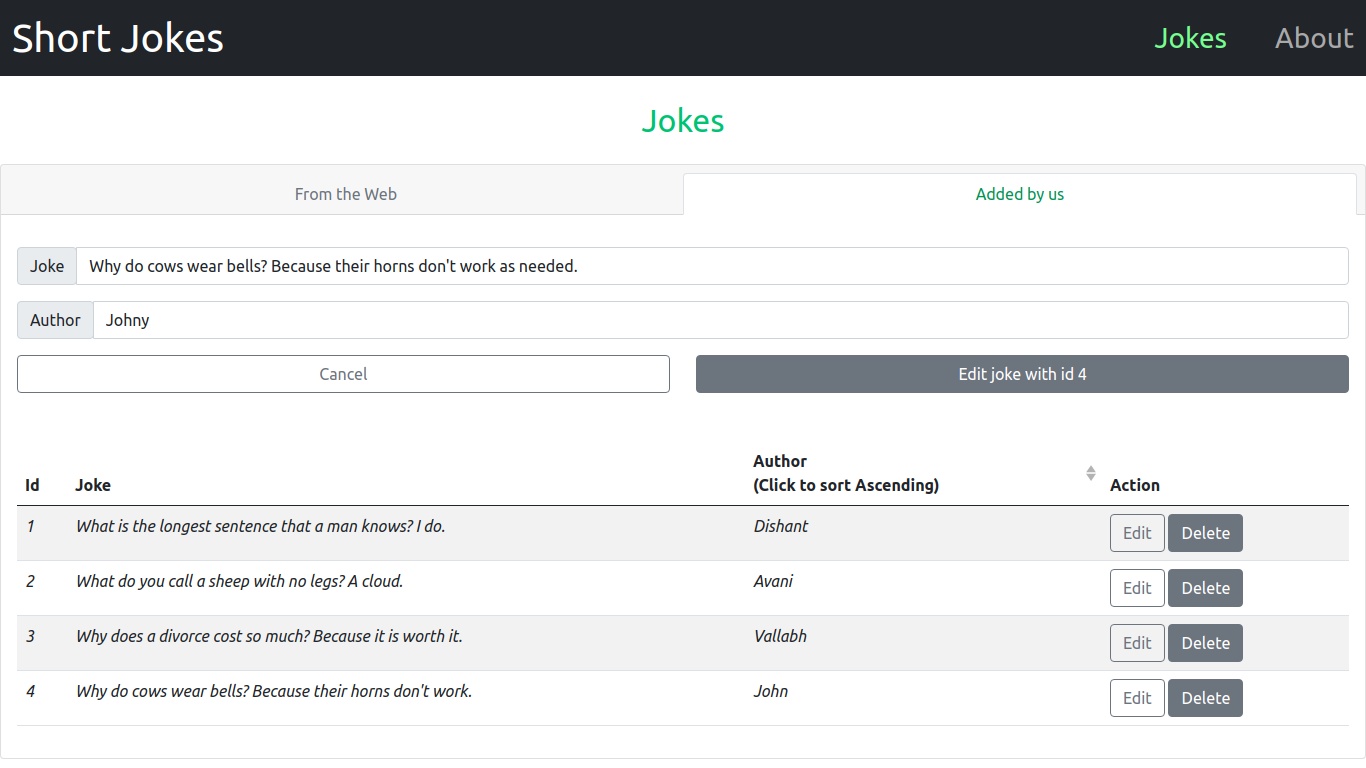 Short Jokes Jokes About
Jokes
From the Web Added by us
Joke Why do cows wear bells? Because their horns don't work as needed.
Author Johny
Cancel Edit joke with id 4
Id Joke Author (Click to sort Ascending) Action
1 What is the longest sentence that a man knows? I do. Dishant Edit Delete
2 What do you call a sheep with no legs? A cloud. Avani Edit Delete
3 Why does a divorce cost so much? Because it is worth it. Vallabh Edit Delete
4 Why do cows wear bells? Because their horns don't work. John Edit Delete